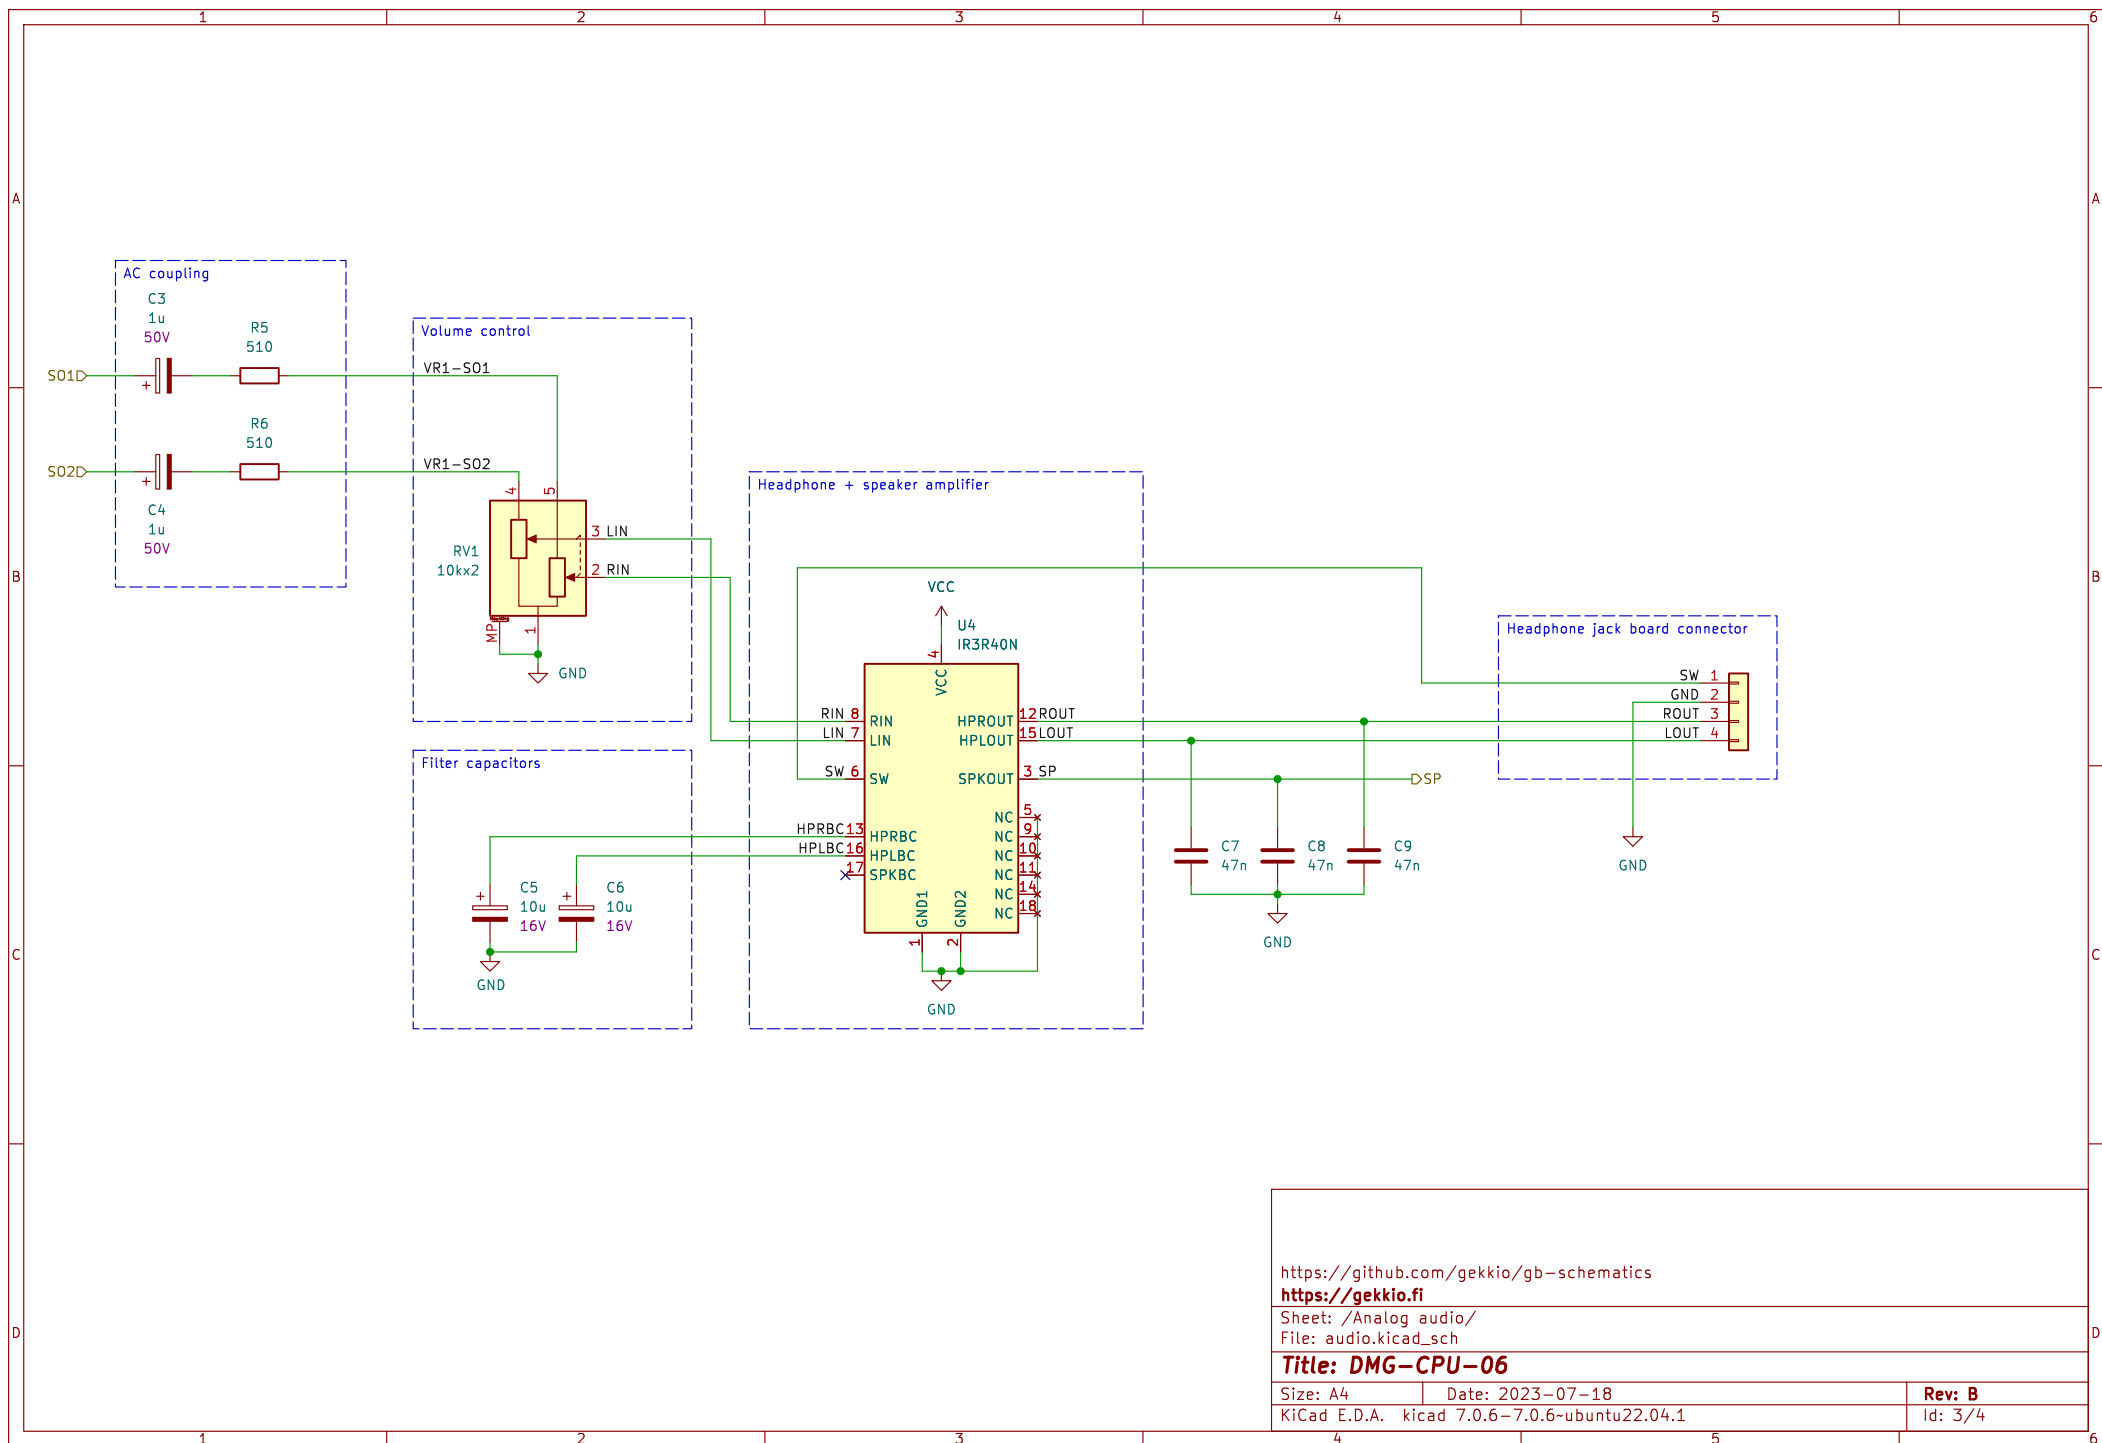 1 2 3 4 5 6
A
A
AC coupling
C3
1u
50V
R5
510
SO1
R6
510
SO2
C4
1u
50V
Volume control
VR1-SO1
VR1-SO2
4 5
3 LIN
2 RIN
RV1
10kx2
MP
1
GND
B
B
Filter capacitors
C5
10u
16V
C6
10u
16V
GND
Headphone + speaker amplifier
VCC
U4
IR3R40N
4
VCC
RIN 8 RIN
LIN 7 LIN
SW 6 SW
HPRBC 13 HPRBC
HPLBC 16 HPLBC
17 SPKBC
HPROUT 12 ROUT
HPLOUT 15 LOUT
SPKOUT 3 SP
NC 5
NC 9
NC 10
NC 11
NC 14
NC 18
GND1 GND2
1 2
GND
SP
C7
47n
C8
47n
C9
47n
GND
Headphone jack board connector
SW 1
GND 2
ROUT 3
LOUT 4
GND
C
C
D
D
https://github.com/gekkio/gb-schematics
https://gekkio.fi
Sheet: /Analog audio/
File: audio.kicad_sch
Title: DMG-CPU-06
Size: A4 Date: 2023-07-18 Rev: B
KiCad E.D.A. kicad 7.0.6-7.0.6~ubuntu22.04.1 Id: 3/4
1 2 3 4 5 6